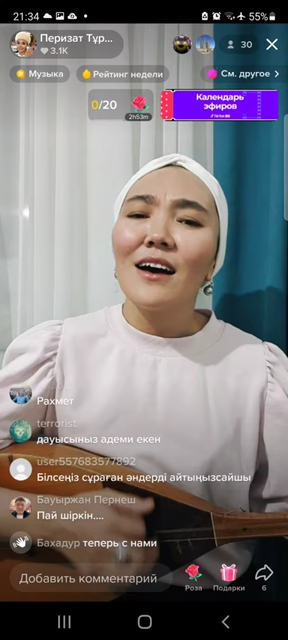 21:34
55%
Перизат Тұр...
3.1K
30
Музыка
Рейтинг недели
См. другое
0/20
2h53m
Календарь
эфиров
Рахмет
terrorist
дауысыныз адеми екен
user557683577892
Білсеңіз сұраған әндерді айтыңызсайшы
Бауыржан Пернеш
Пай шіркін....
Бахадур теперь с нами
Добавить комментарий
Роза
Подарки
6